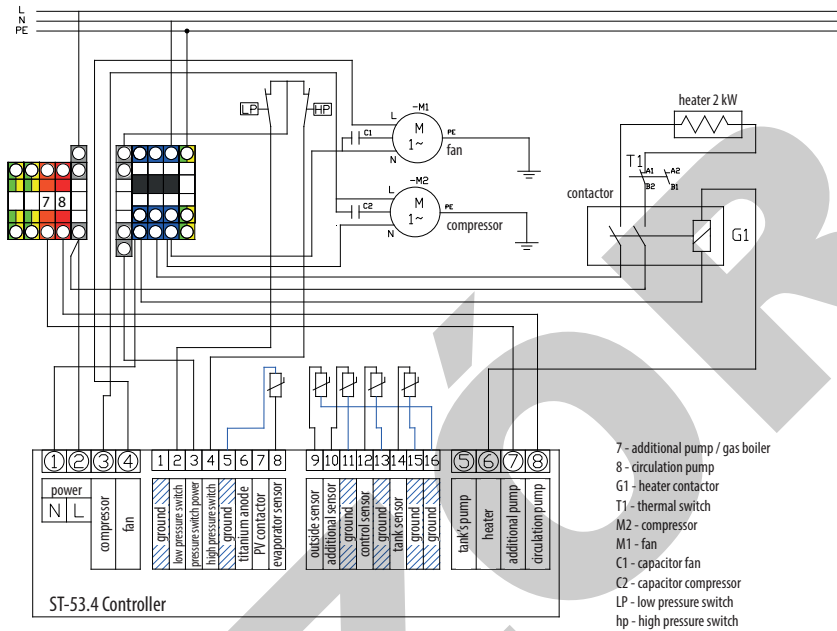 L
N
PE
LP
HP
-M1
L
M
1~
C1
N
PE
fan
-M2
L
M
1~
C2
N
PE
compressor
heater 2 kW
T1
A1
A2
B2
B1
contactor
G1
7 8
1 2 3 4
1 2 3 4 5 6 7 8
9 10 11 12 13 14 15 16
5 6 7 8
power
N L
compressor
fan
ground
low pressure switch
pressure switch power
high pressure switch
ground
titanium anode
PV contactor
evaporator sensor
outside sensor
additional sensor
ground
control sensor
ground
tank sensor
ground
ground
tank's pump
heater
additional pump
circulation pump
ST-53.4 Controller
7 - additional pump / gas boiler
8 - circulation pump
G1 - heater contactor
T1 - thermal switch
M2 - compressor
M1 - fan
C1 - capacitor fan
C2 - capacitor compressor
LP - low pressure switch
hp - high pressure switch
ÓR